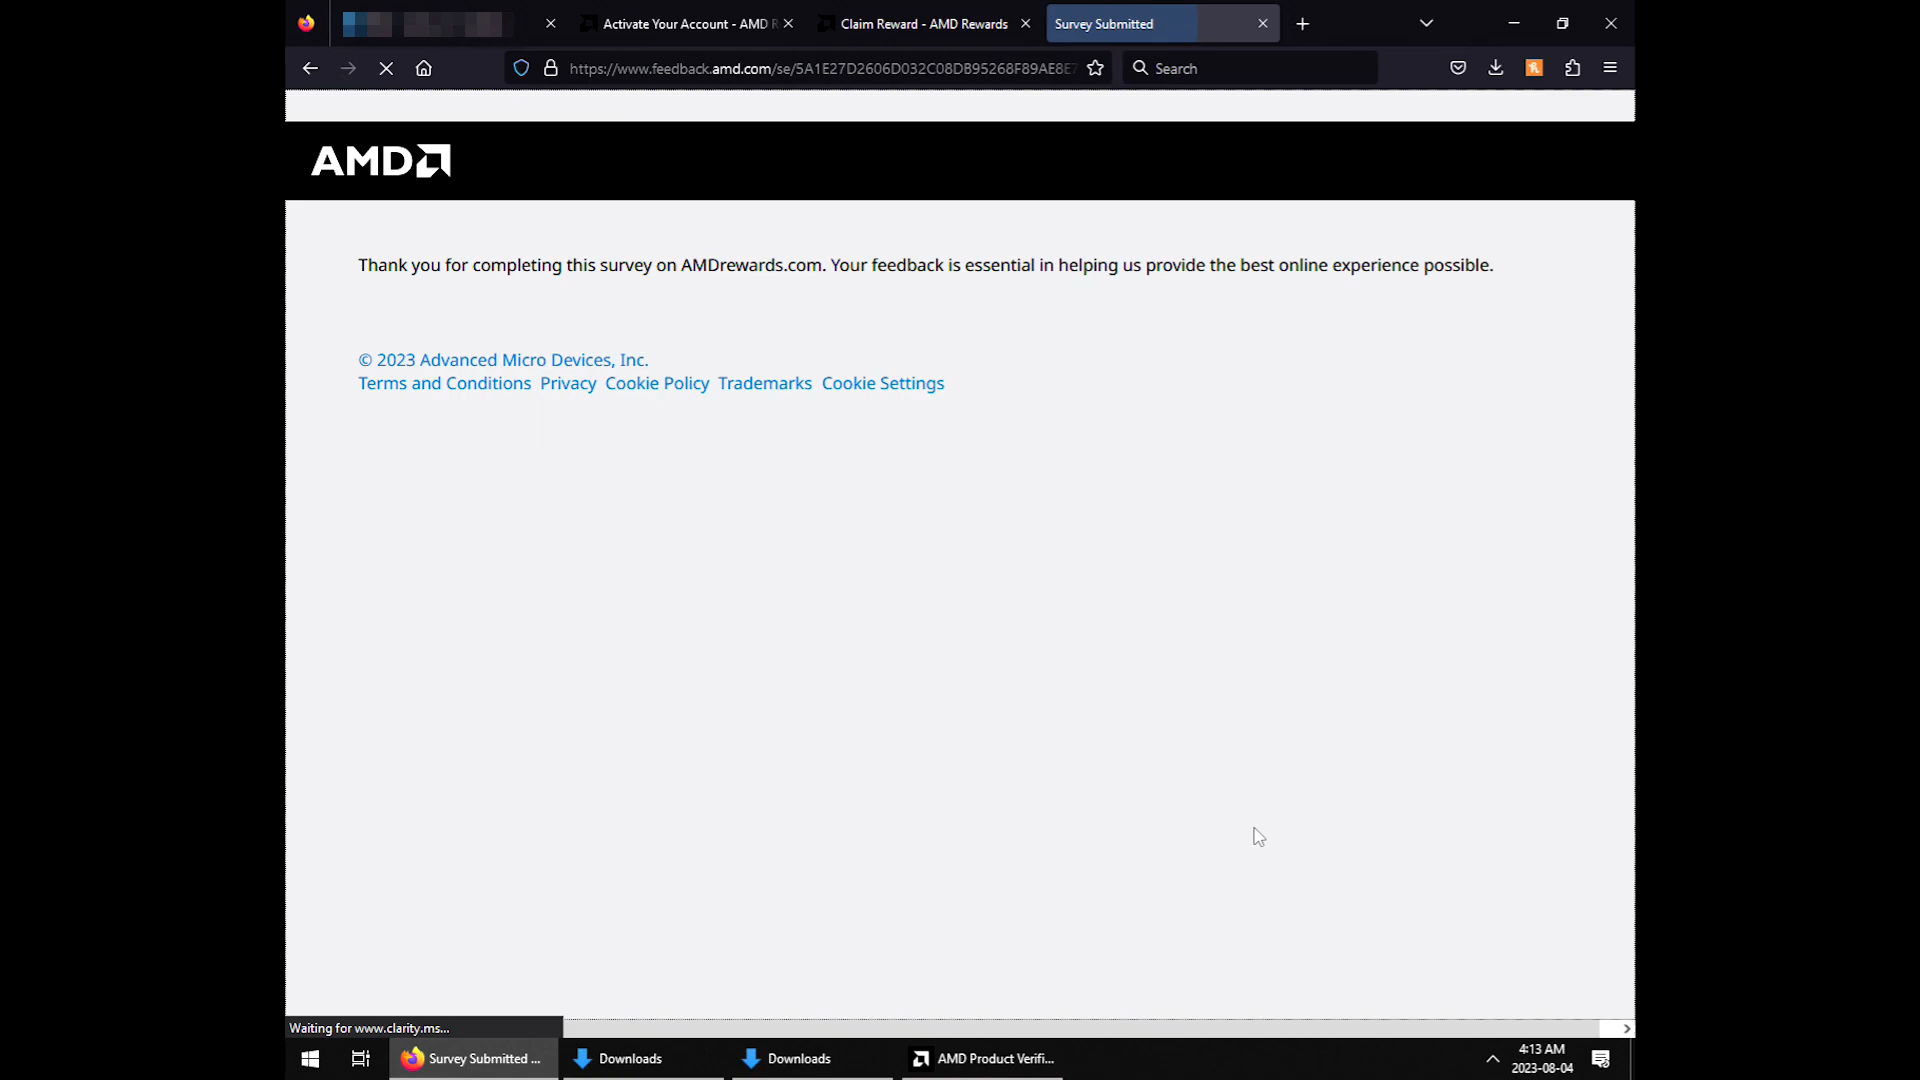 Activate Your Account - AMD R
Claim Reward - AMD Rewards
Survey Submitted
https://www.feedback.amd.com/se/5A1E27D2606D032C08DB95268F89AE8E7
Search
AMD
Thank you for completing this survey on AMDrewards.com. Your feedback is essential in helping us provide the best online experience possible.
© 2023 Advanced Micro Devices, Inc.
Terms and Conditions Privacy Cookie Policy Trademarks Cookie Settings
Waiting for www.clarity.ms...
Survey Submitted ...
Downloads
Downloads
AMD Product Verifi...
4:13 AM
2023-08-04